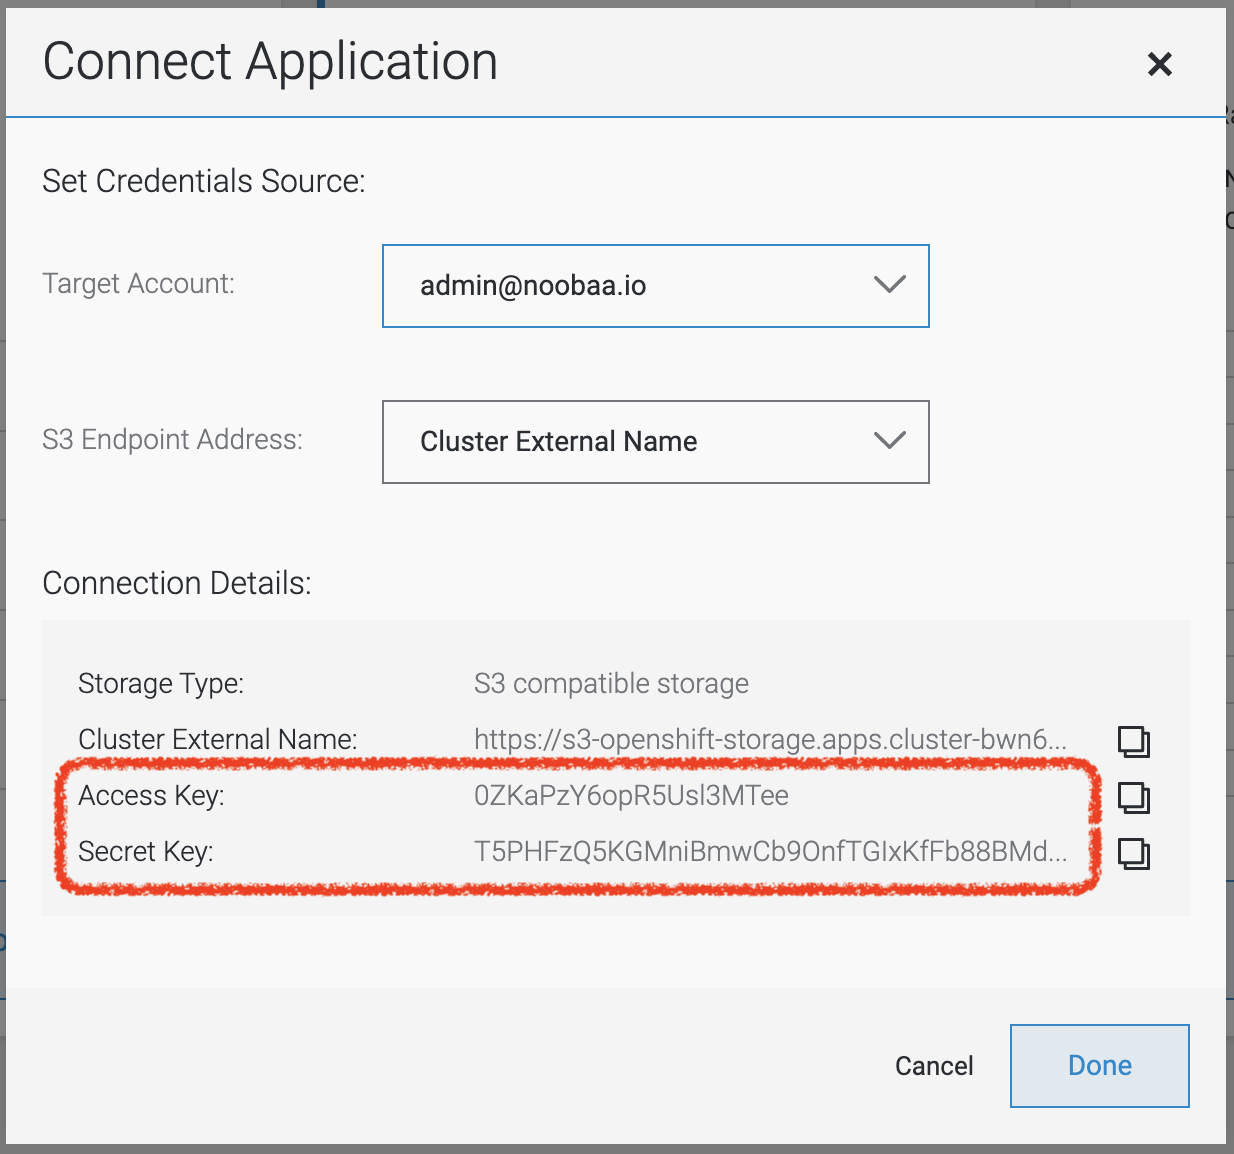 Connect Application
Set Credentials Source:
Target Account: admin@noobaa.io
S3 Endpoint Address: Cluster External Name
Connection Details:
Storage Type: S3 compatible storage
Cluster External Name: https://s3-openshift-storage.apps.cluster-bwn6...
Access Key: 0ZKaPzY6opR5Usl3MTee
Secret Key: T5PHFzQ5KGMniBmwCb9OnfTGIxKfFb88BMd...
Cancel Done